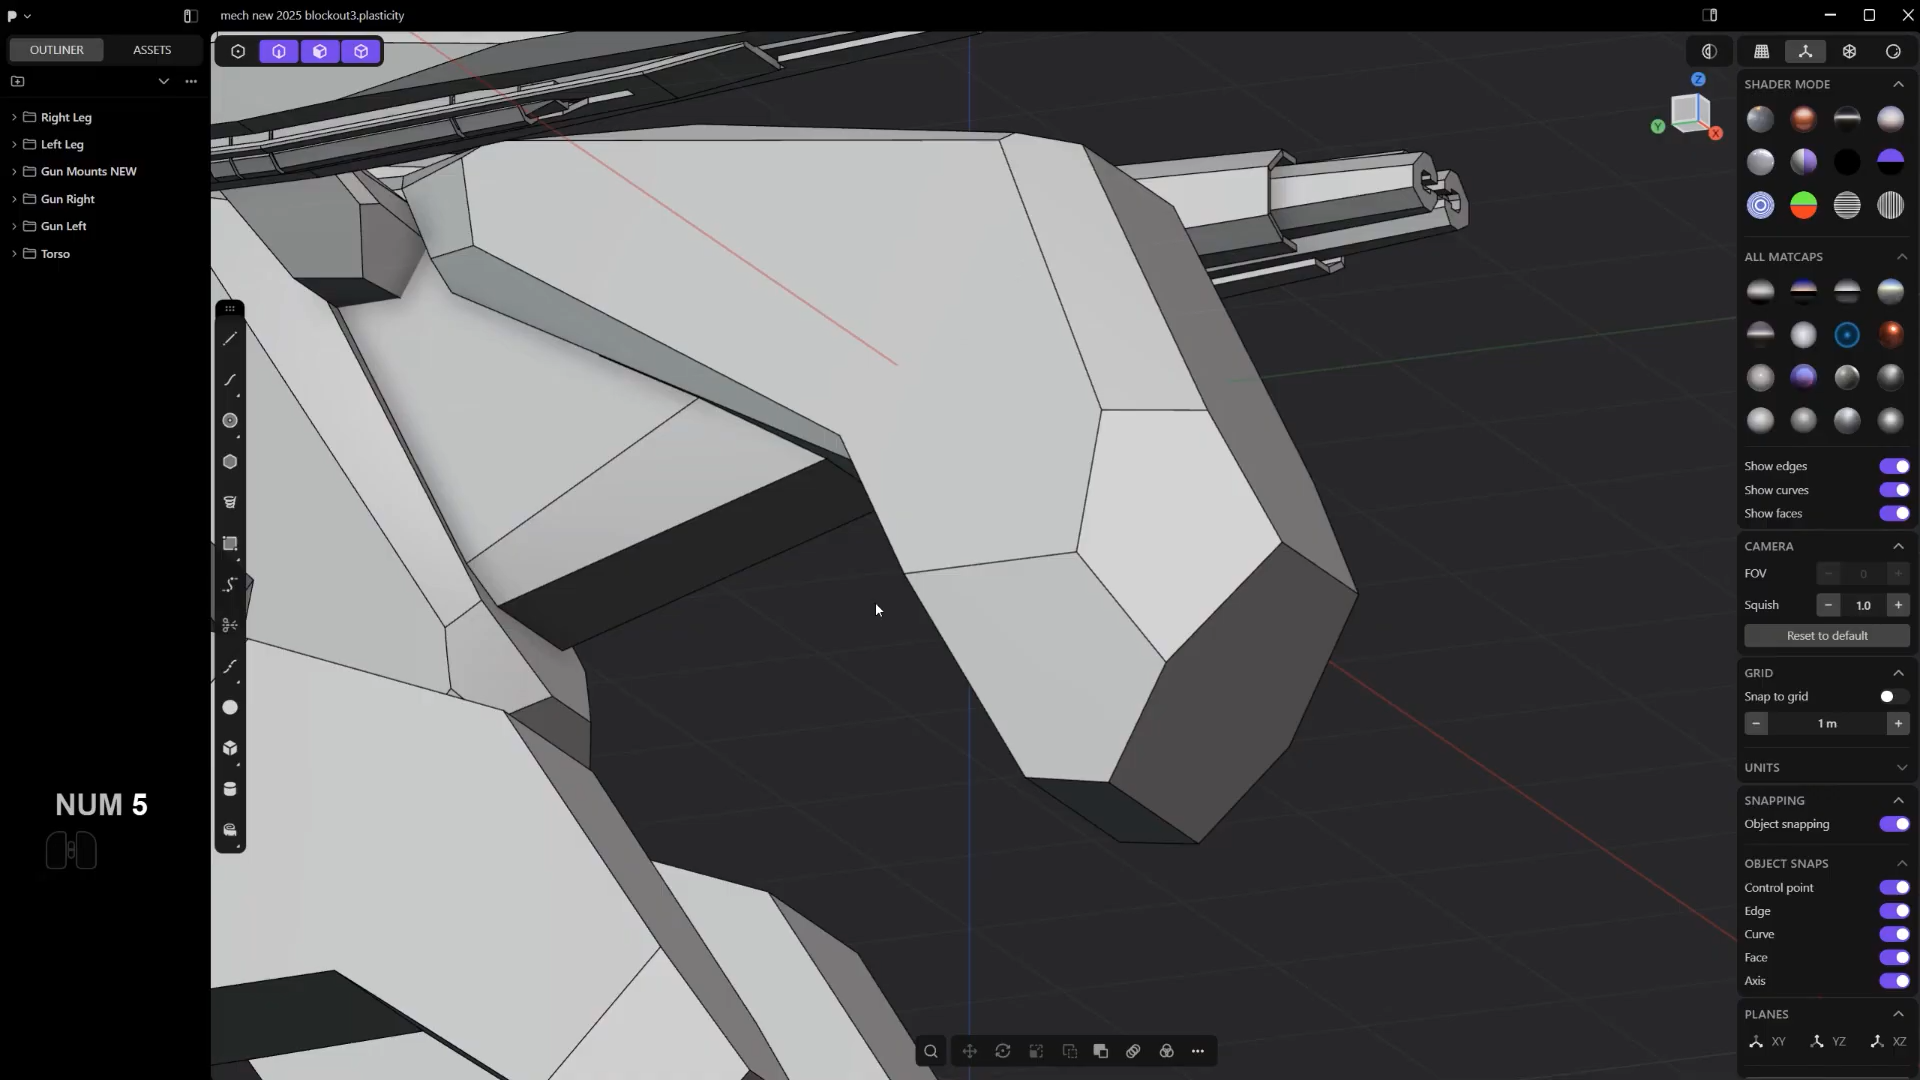 mech new 2025 blockout3.plasticity
OUTLINER
ASSETS
Right Leg
Left Leg
Gun Mounts NEW
Gun Right
Gun Left
Torso
NUM 5
Z
Y
X
SHADER MODE
ALL MATCAPS
Show edges
Show curves
Show faces
CAMERA
FOV
0
Squish
1.0
Reset to default
GRID
Snap to grid
1 m
UNITS
SNAPPING
Object snapping
OBJECT SNAPS
Control point
Edge
Curve
Face
Axis
PLANES
XY
YZ
XZ